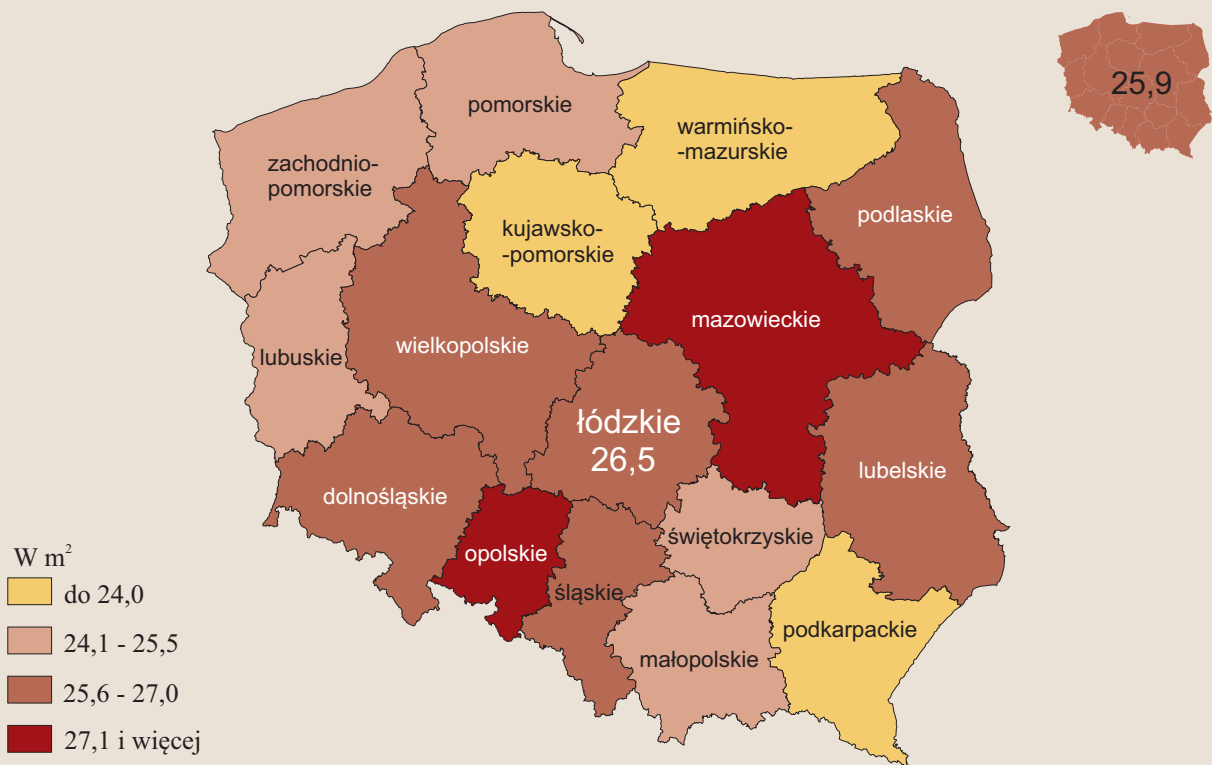 25,9
pomorskie
warmińsko-
-mazurskie
zachodnio-
pomorskie
podlaskie
kujawsko-
-pomorskie
mazowieckie
wielkopolskie
lubuskie
łódzkie
26,5
lubelskie
dolnośląskie
świętokrzyskie
opolskie
śląskie
podkarpackie
małopolskie
W m²
do 24,0
24,1 - 25,5
25,6 - 27,0
27,1 i więcej